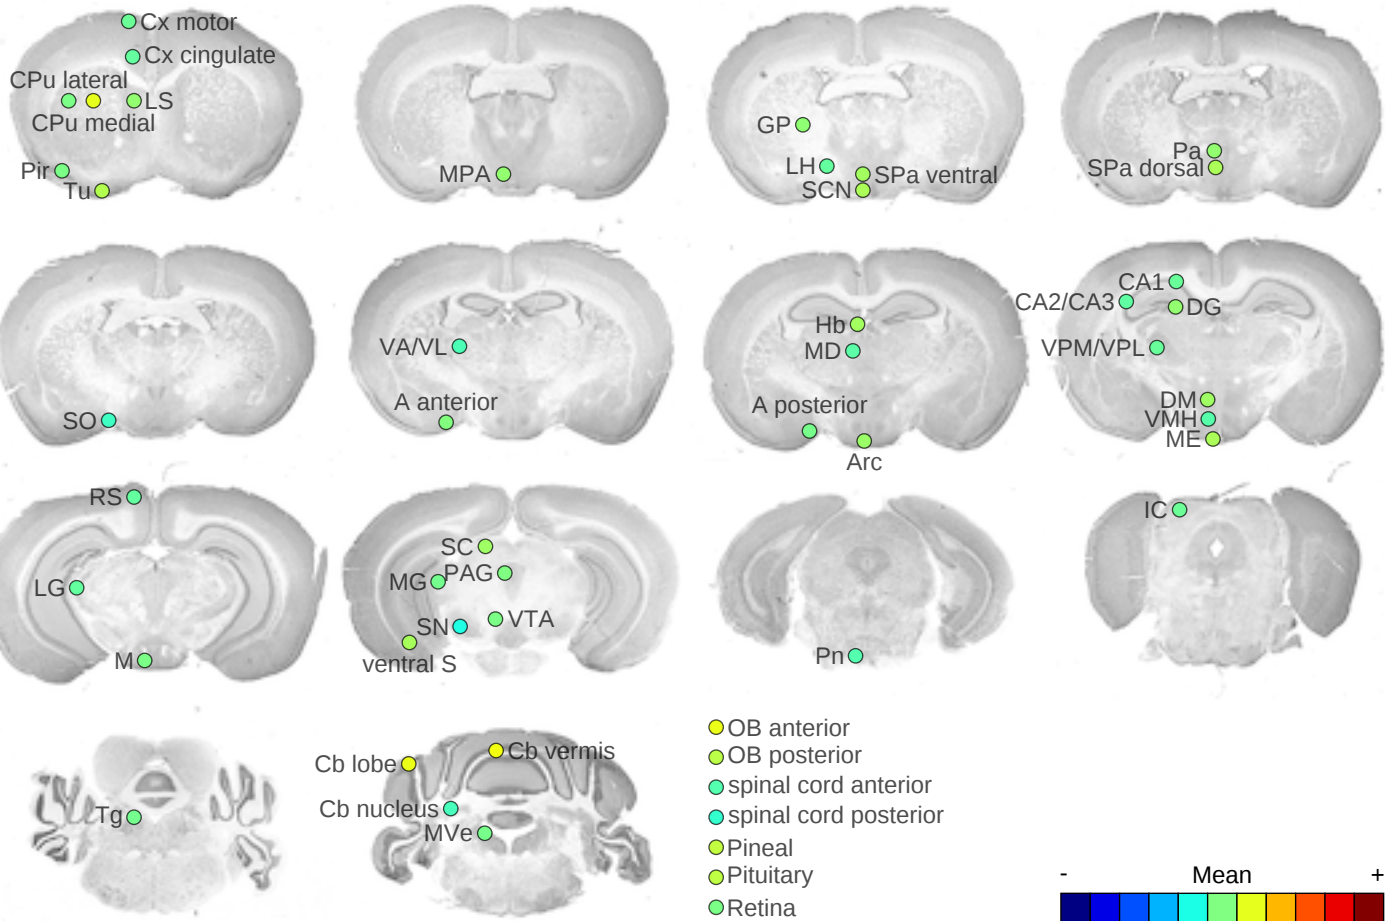 Cx motor
Cx cingulate
CPu lateral
LS
CPu medial
Pir
Tu
MPA
GP
LH
SPa ventral
SCN
Pa
SPa dorsal
SO
VA/VL
A anterior
Hb
MD
A posterior
Arc
CA1
CA2/CA3
DG
VPM/VPL
DM
VMH
ME
RS
LG
M
SC
MG
PAG
SN
VTA
ventral S
Pn
IC
Tg
Cb lobe
Cb vermis
Cb nucleus
MVe
OB anterior
OB posterior
spinal cord anterior
spinal cord posterior
Pineal
Pituitary
Retina
- Mean +